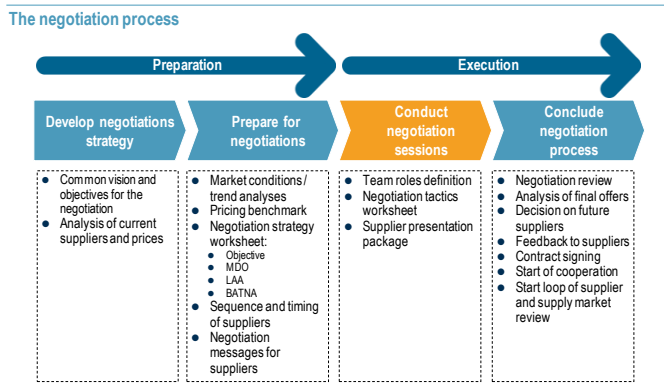 The negotiation process
Preparation
Execution
Develop negotiations
strategy
Prepare for
negotiations
Conduct
negotiation
sessions
Conclude
negotiation
process
● Common vision and
objectives for the
negotiation
● Analysis of current
suppliers and prices
● Market conditions /
trend analyses
● Pricing benchmark
● Negotiation strategy
worksheet:
● Objective
● MDO
● LAA
● BATNA
● Sequence and timing
of suppliers
● Negotiation
messages for
suppliers
● Team roles definition
● Negotiation tactics
worksheet
● Supplier presentation
package
● Negotiation review
● Analysis of final offers
● Decision on future
suppliers
● Feedback to suppliers
● Contract signing
● Start of cooperation
● Start loop of supplier
and supply market
review